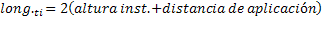 long.ti = 2(altura inst.+distancia de aplicación)